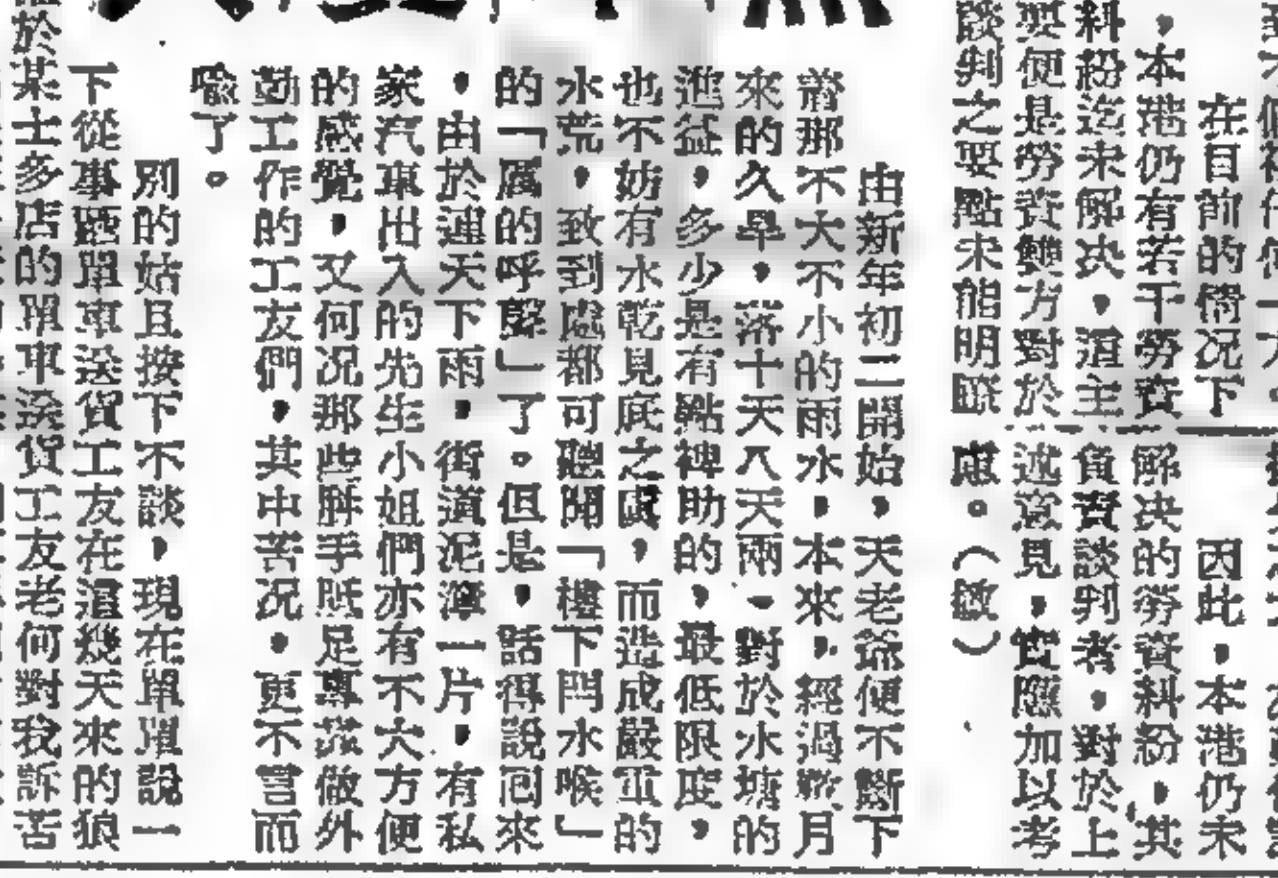 在目前的情况下
，本港仍有若干勞資
糾紛迄未解决，這主
要便是勞資雙方對於
談判之要點未能明瞭
因此，本港仍未
解决的勞資糾紛，其
負責談判者，對於上
述意見，實應加以考
慮。（敏）
由新年初二開始，天老爺便不斷下
着那不大不小的雨水，本來，經過數月
來的久旱，落十天八天雨，對於水塘的
進益，多少是有點裨助的，最低限度，
也不妨有水乾見底之虞，而造成嚴重的
水荒，致到處都可聽聞「樓下閂水喉」
的「厲的呼聲」了。但是，話得說回來
，由於連天下雨，街道泥濘一片，有私
家汽車出入的先生小姐們亦有不大方便
的感覺，又何况那些胼手胝足專做外
勤工作的工友們，其中苦况，更不言而
喻了。
別的姑且按下不談，現在單單說一
下從事踏單車送貨工友在這幾天來的狼
於某士多店的單車送貨工友老何對我訴苦